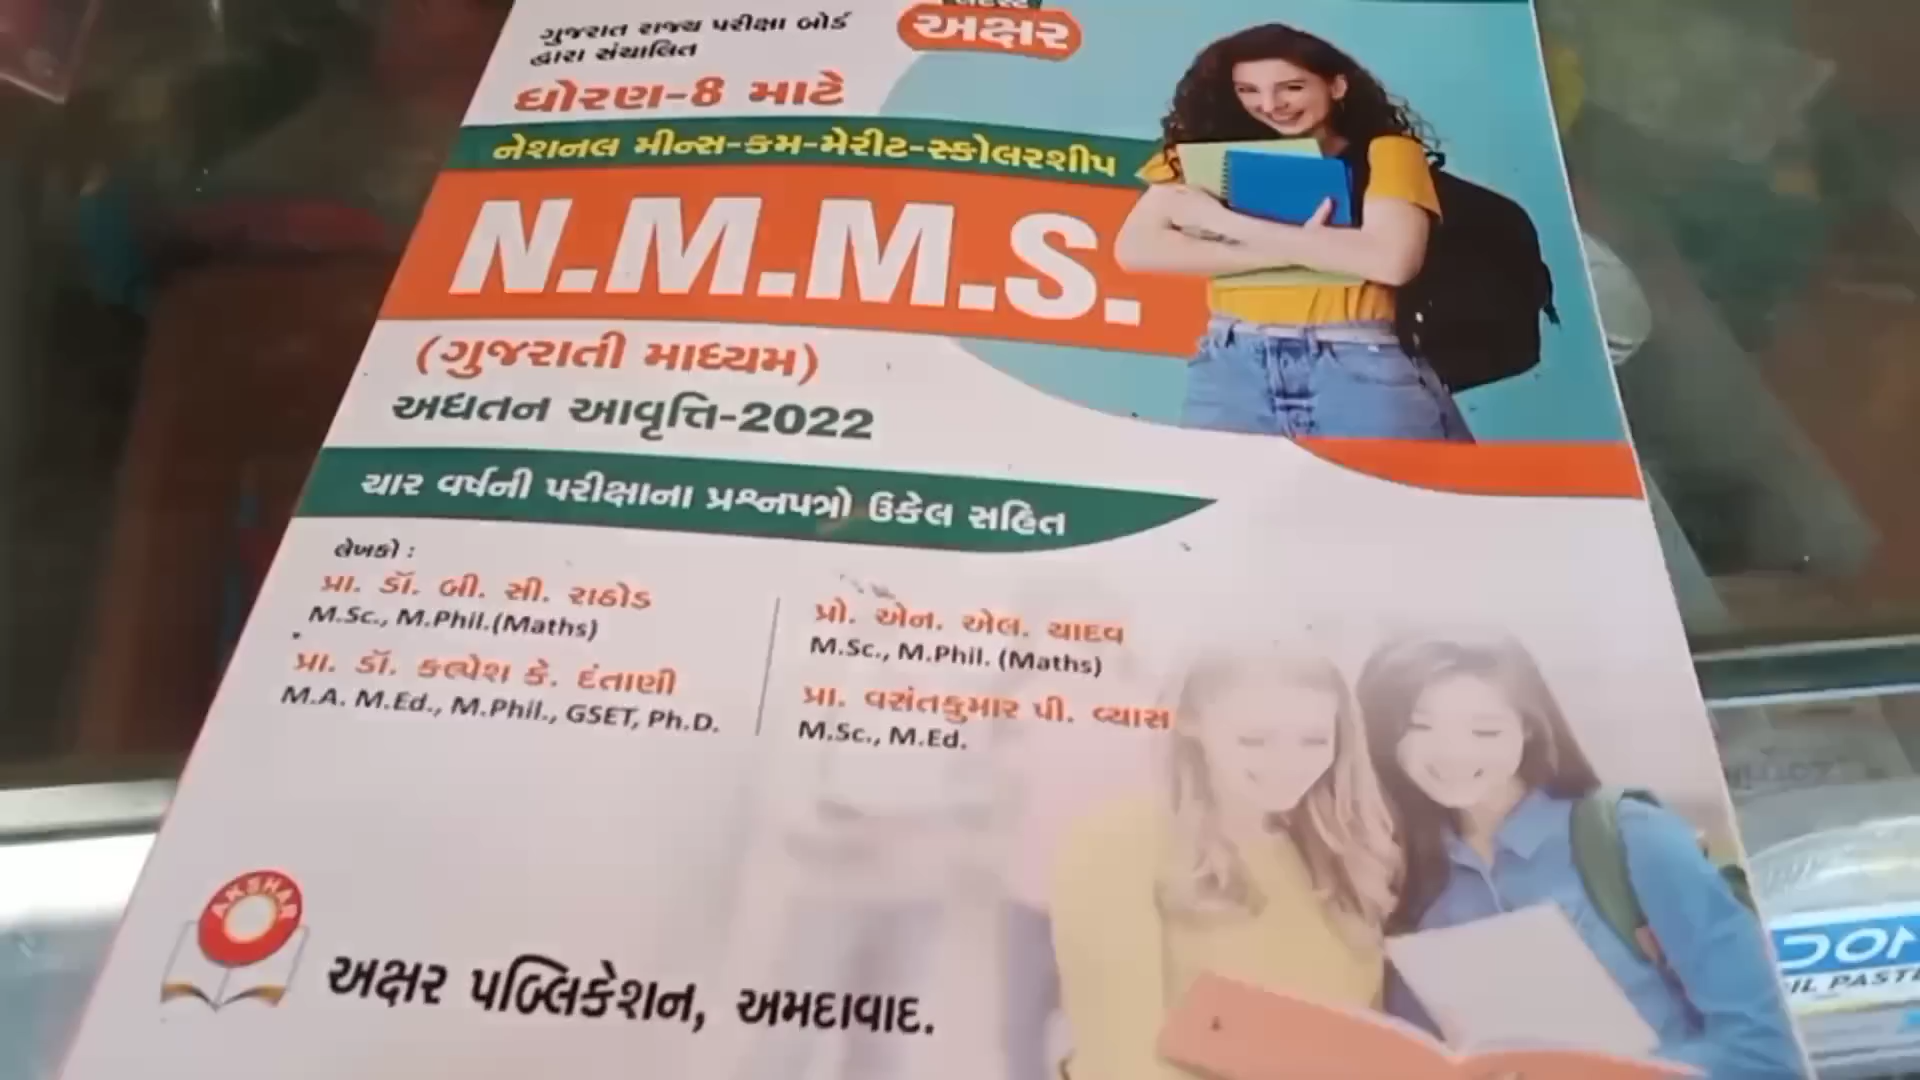 ગુજરાત રાજ્ય પરીક્ષા બોર્ડ
દ્વારા સંચાલિત
અક્ષર
ધોરણ-8 માટે
નેશનલ મીન્સ-કમ-મેરીટ-સ્કોલરશીપ
N.M.M.S.
(ગુજરાતી માધ્યમ)
અદ્યતન આવૃત્તિ-2022
ચાર વર્ષની પરીક્ષાના પ્રશ્નપત્રો ઉકેલ સહિત
લેખકો :
પ્રા. ડૉ. બી. સી. રાઠોડ
M.Sc., M.Phil.(Maths)
પ્રા. ડૉ. કલ્પેશ કે. દંતાણી
M.A. M.Ed., M.Phil., GSET, Ph.D.
પ્રો. એન. એલ. યાદવ
M.Sc., M.Phil. (Maths)
પ્રા. વસંતકુમાર પી. વ્યાસ
M.Sc., M.Ed.
AKSHAR
અક્ષર પબ્લિકેશન, અમદાવાદ.